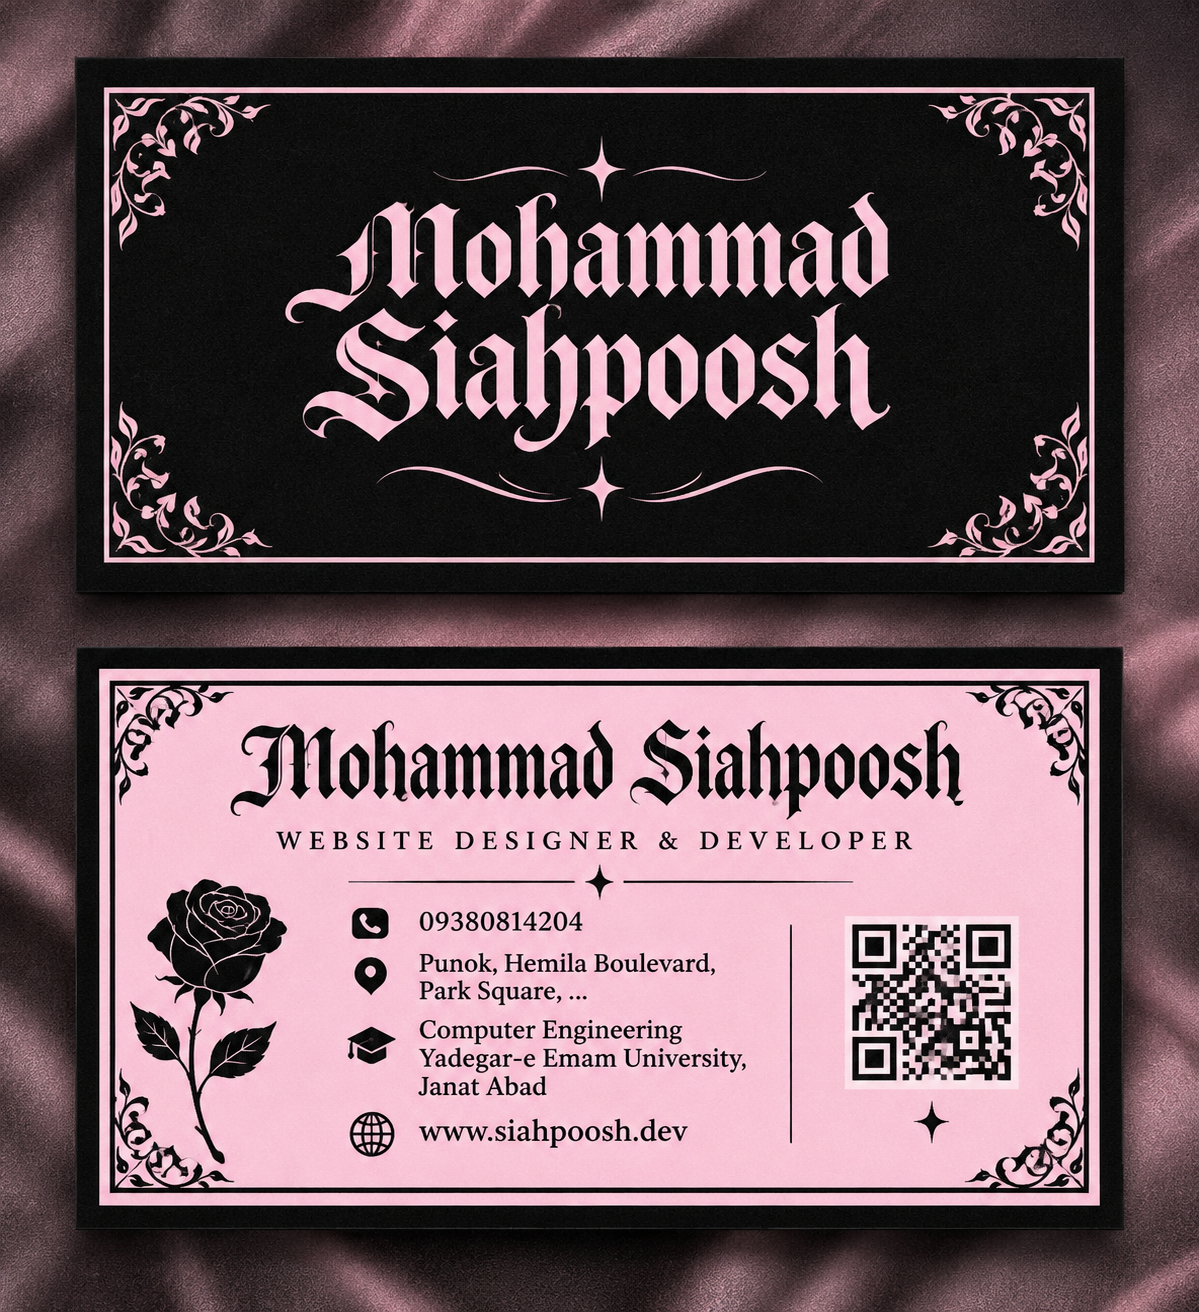 Mohammad
Siahpoosh
Mohammad Siahpoosh
WEBSITE DESIGNER & DEVELOPER
09380814204
Punok, Hemila Boulevard,
Park Square, ...
Computer Engineering
Yadegar-e Emam University,
Janat Abad
www.siahpoosh.dev